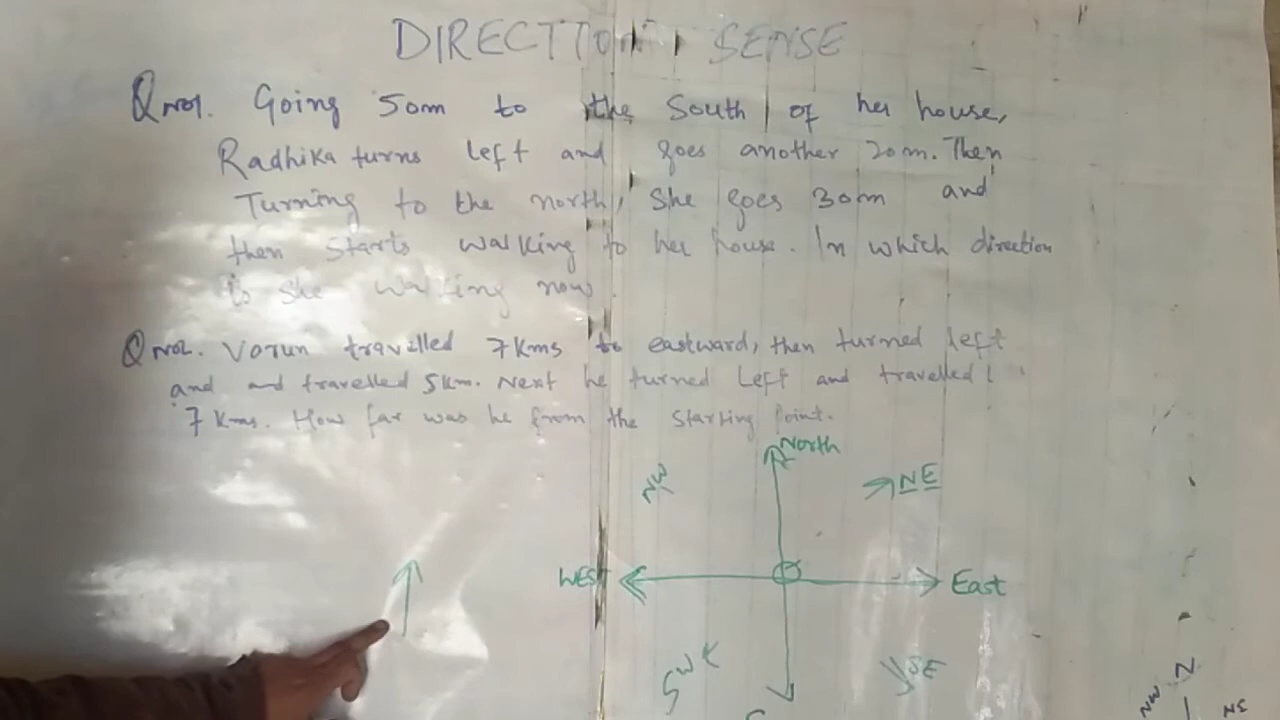 DIRECTION SENSE
Q no1. Going 50m to the South of her house,
Radhika turns left and goes another 20m. Then
Turning to the north, She goes 30m and
then starts walking to her house. In which direction
is she walking now.
Q no2. Varun travelled 7Kms to eastward, then turned left
and and travelled 5km. Next he turned Left and travelled
7 Kms. How far was he from the Starting Point.
North
NW
NE
WEST
East
SW
SE
N
NW
NE